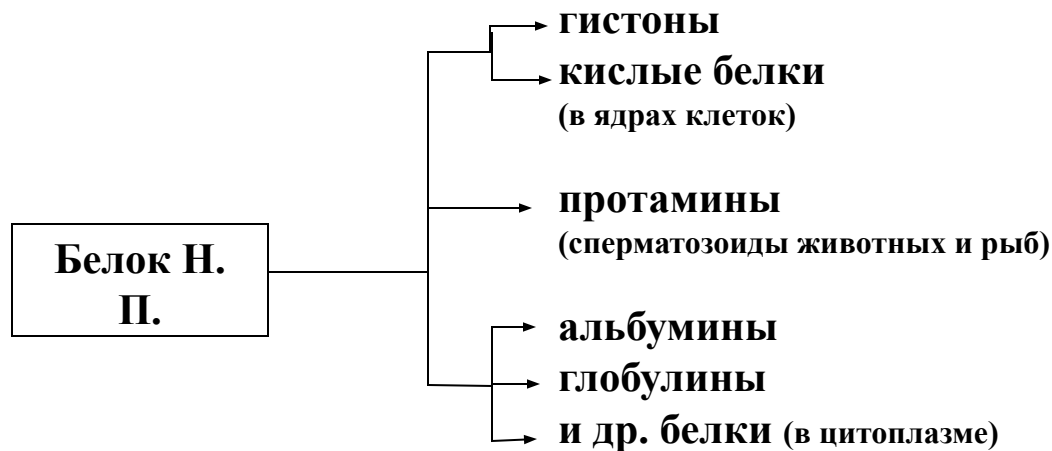 гистоны
кислые белки
(в ядрах клеток)
протамины
(сперматозоиды животных и рыб)
Белок Н.
П.
альбумины
глобулины
и др. белки (в цитоплазме)